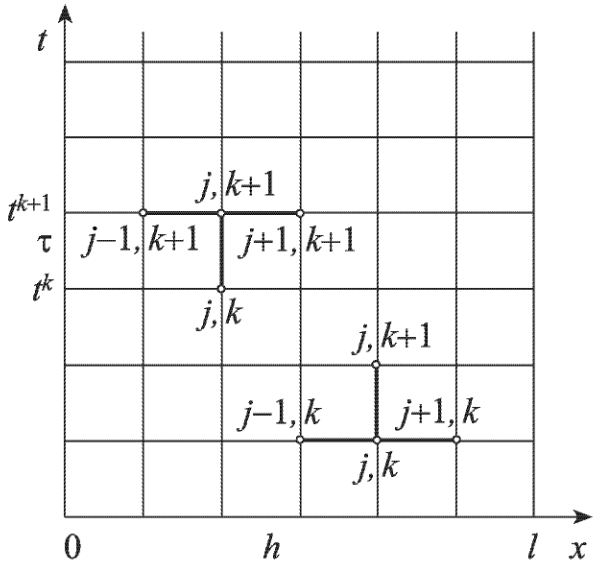 t
j, k+1
t^{k+1}
j−1, k+1 j+1, k+1
τ
t^k
j, k
j, k+1
j−1, k j+1, k
j, k
0 h l x